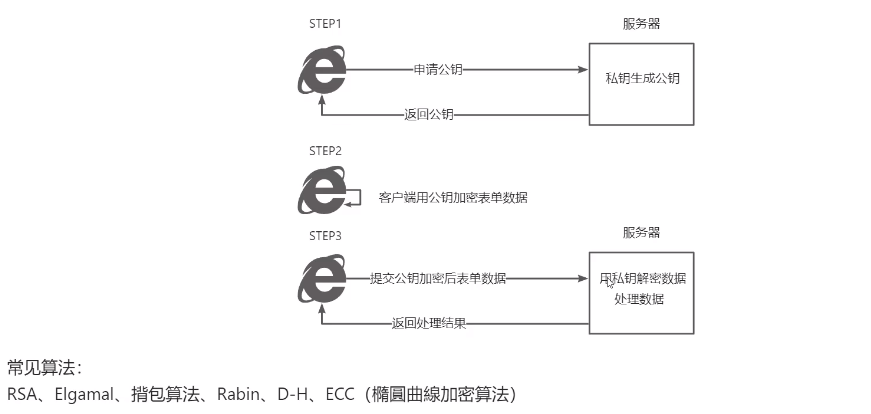 STEP1
服务器
申请公钥
私钥生成公钥
返回公钥
STEP2
客户端用公钥加密表单数据
STEP3
服务器
提交公钥加密后表单数据
用私钥解密数据
处理数据
返回处理结果
常见算法：
RSA、Elgamal、揹包算法、Rabin、D-H、ECC（橢圓曲線加密算法）